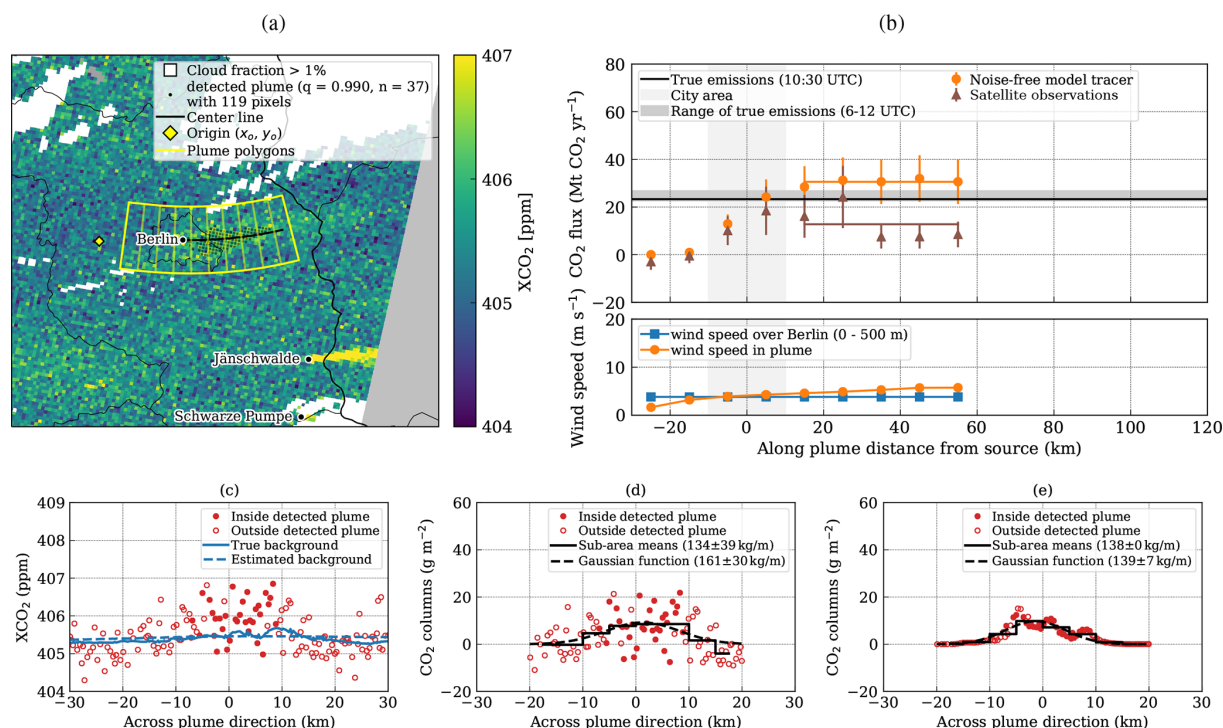 (a)
Cloud fraction > 1%
detected plume (q = 0.990, n = 37)
with 119 pixels
Center line
Origin (xₒ, yₒ)
Plume polygons
Berlin
Jänschwalde
Schwarze Pumpe
407
406
405
404
XCO₂ [ppm]
(b)
True emissions (10:30 UTC)
City area
Range of true emissions (6-12 UTC)
Noise-free model tracer
Satellite observations
80
60
40
20
0
−20
CO₂ flux (Mt CO₂ yr⁻¹)
wind speed over Berlin (0 - 500 m)
wind speed in plume
20
10
0
Wind speed (m s⁻¹)
−20 0 20 40 60 80 100 120
Along plume distance from source (km)
(c)
Inside detected plume
Outside detected plume
True background
Estimated background
409
408
407
406
405
404
XCO₂ (ppm)
−30 −20 −10 0 10 20 30
Across plume direction (km)
(d)
Inside detected plume
Outside detected plume
Sub-area means (134±39 kg/m)
Gaussian function (161±30 kg/m)
60
40
20
0
−20
CO₂ columns (g m⁻²)
−30 −20 −10 0 10 20 30
Across plume direction (km)
(e)
Inside detected plume
Outside detected plume
Sub-area means (138±0 kg/m)
Gaussian function (139±7 kg/m)
60
40
20
0
−20
CO₂ columns (g m⁻²)
−30 −20 −10 0 10 20 30
Across plume direction (km)